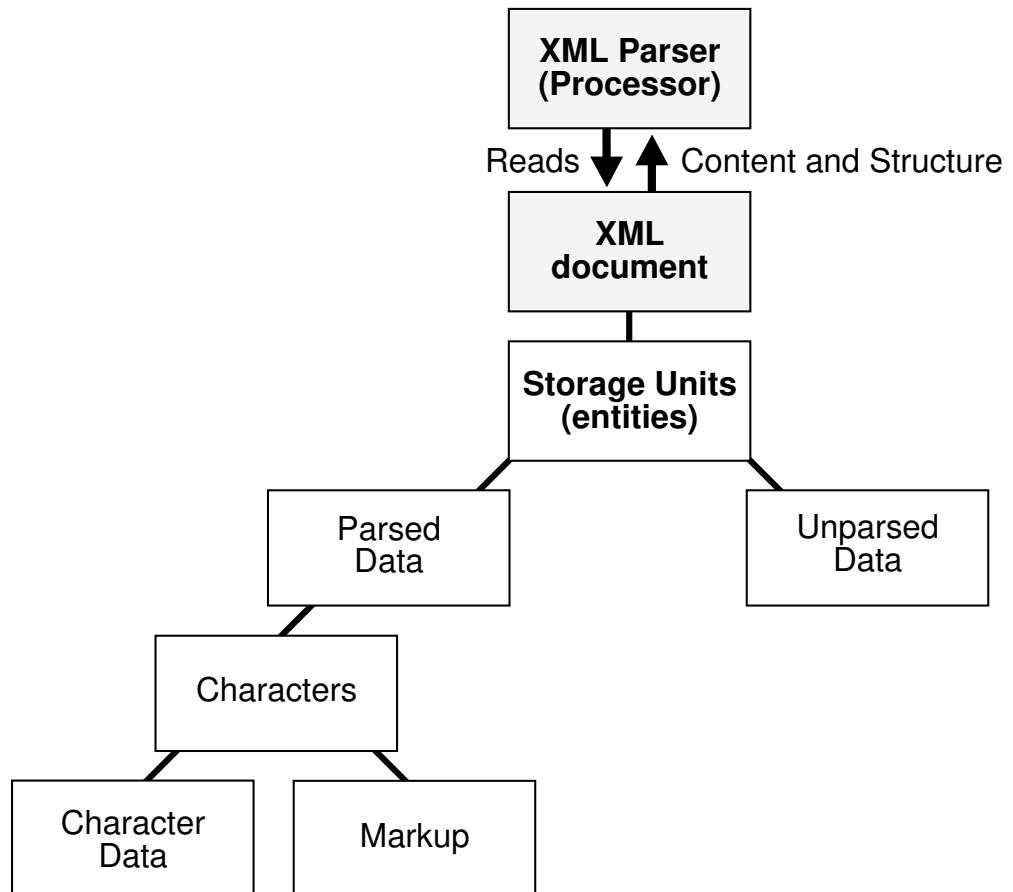 XML Parser
(Processor)
Reads
Content and Structure
XML
document
Storage Units
(entities)
Parsed
Data
Unparsed
Data
Characters
Character
Data
Markup